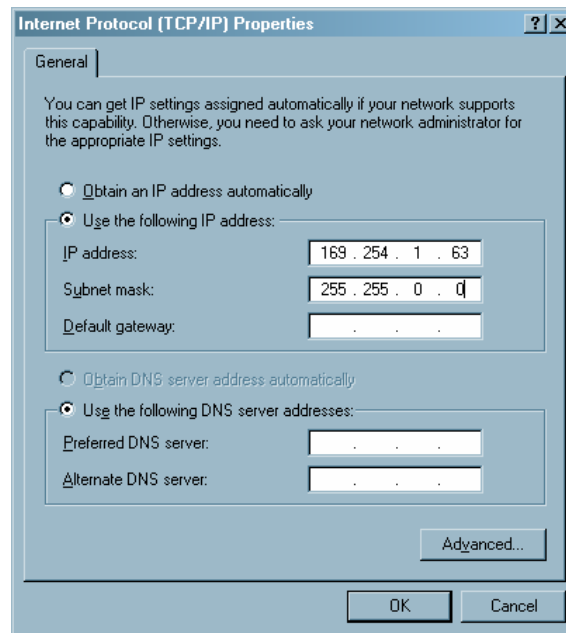 Internet Protocol (TCP/IP) Properties
General
You can get IP settings assigned automatically if your network supports
this capability. Otherwise, you need to ask your network administrator for
the appropriate IP settings.
Obtain an IP address automatically
Use the following IP address:
IP address: 169 . 254 . 1 . 63
Subnet mask: 255 . 255 . 0 . 0
Default gateway: . . .
Obtain DNS server address automatically
Use the following DNS server addresses:
Preferred DNS server: . . .
Alternate DNS server: . . .
Advanced...
OK Cancel